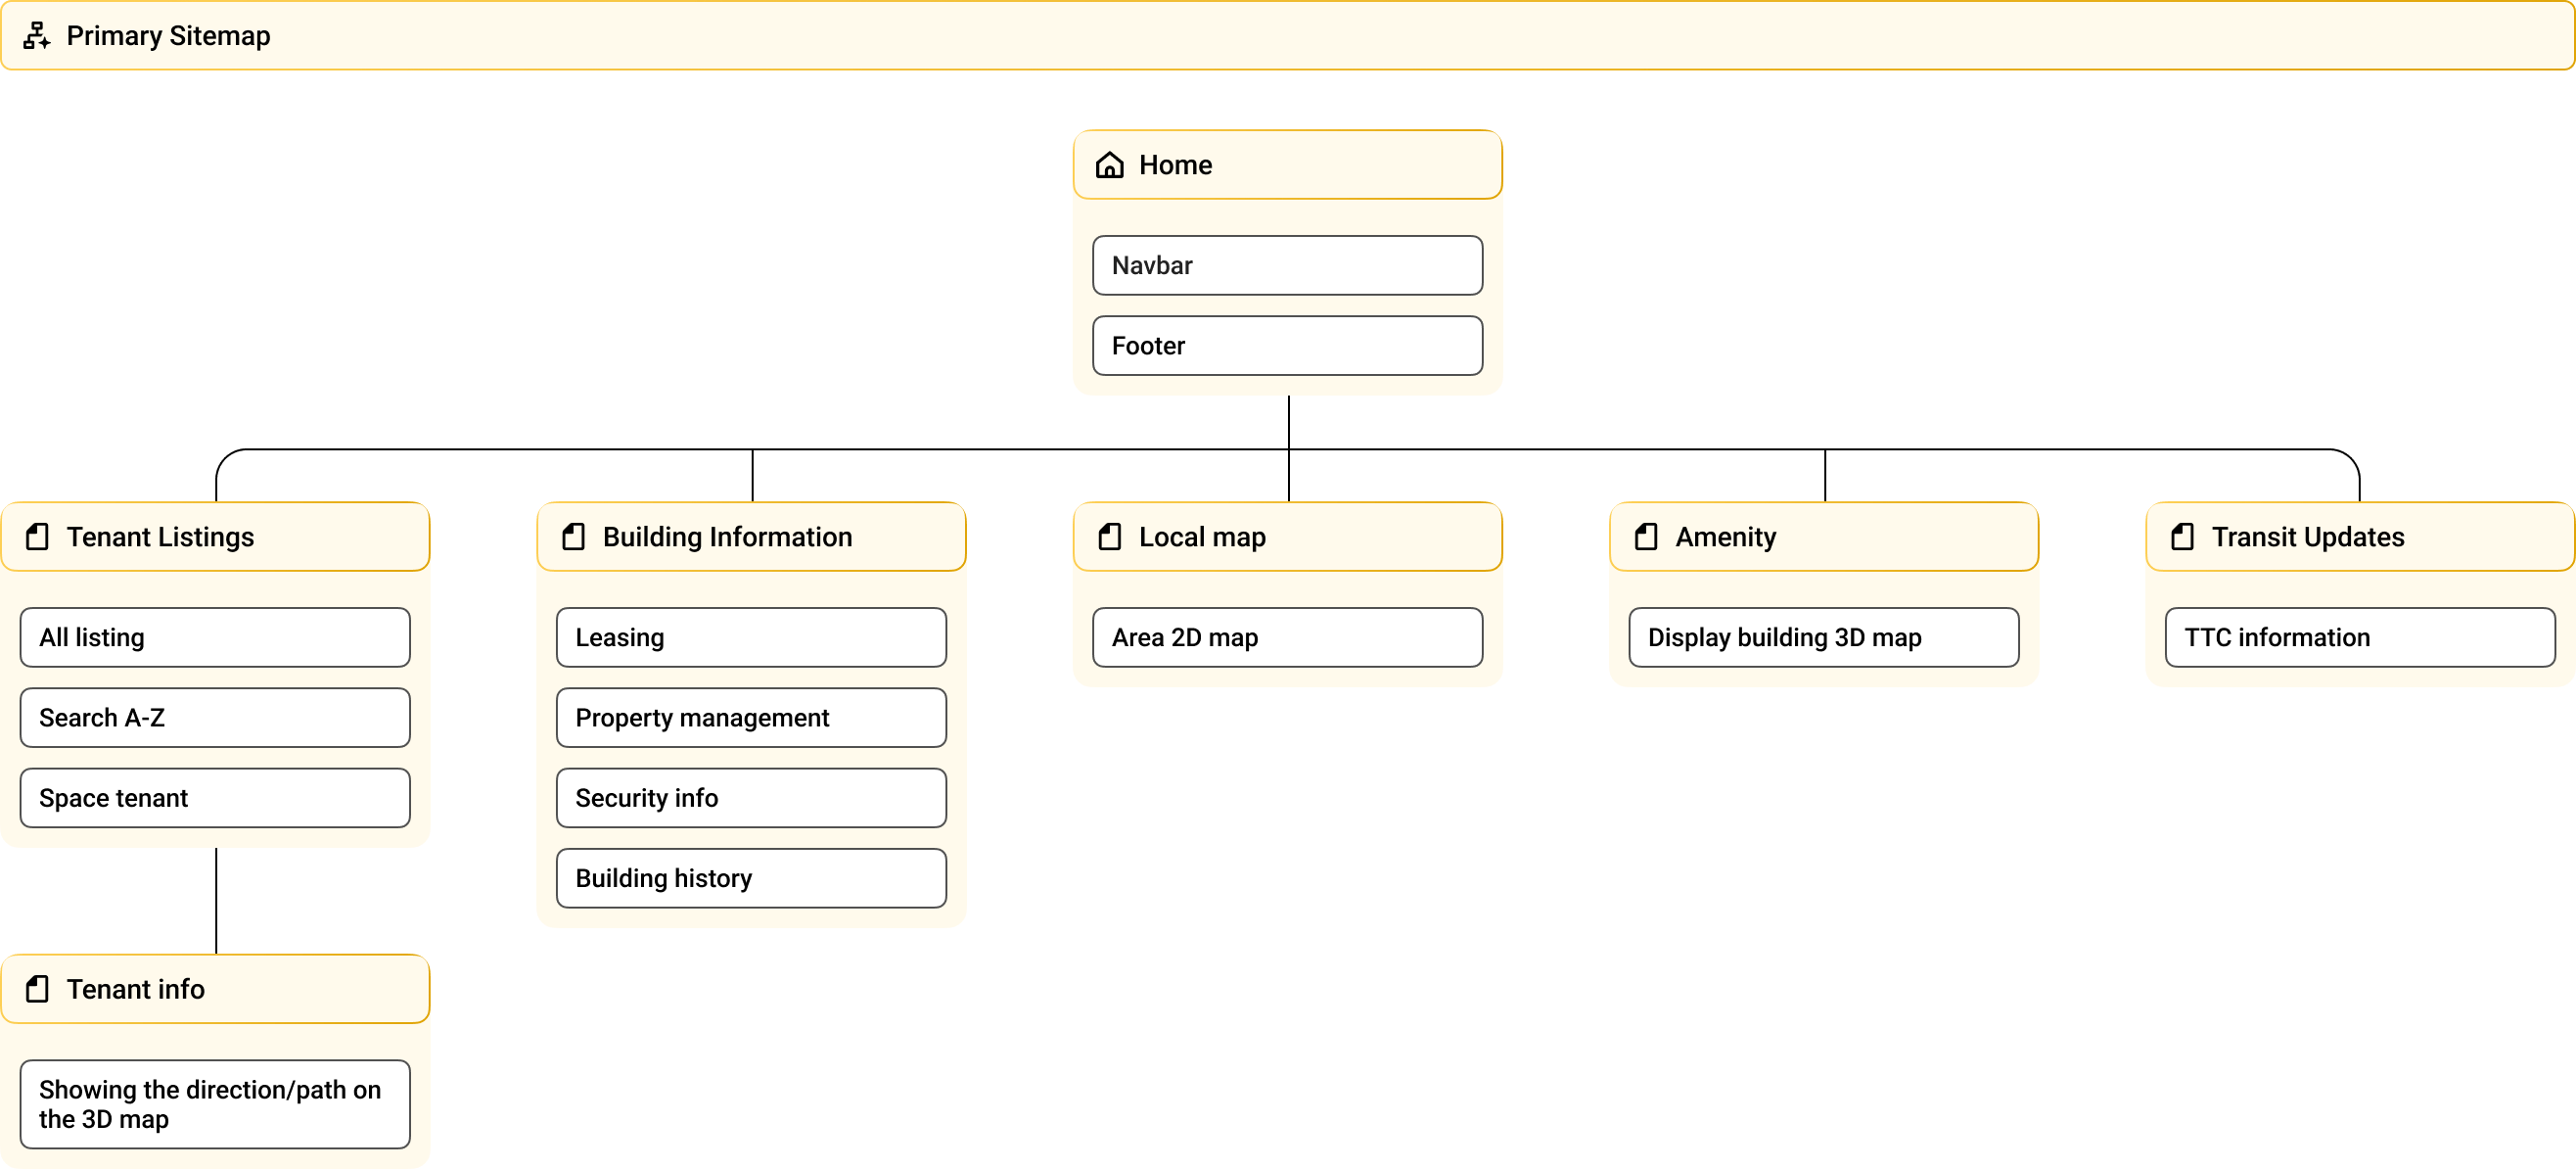 Primary Sitemap
Home
Navbar
Footer
Tenant Listings
All listing
Search A-Z
Space tenant
Building Information
Leasing
Property management
Security info
Building history
Local map
Area 2D map
Amenity
Display building 3D map
Transit Updates
TTC information
Tenant info
Showing the direction/path on
the 3D map